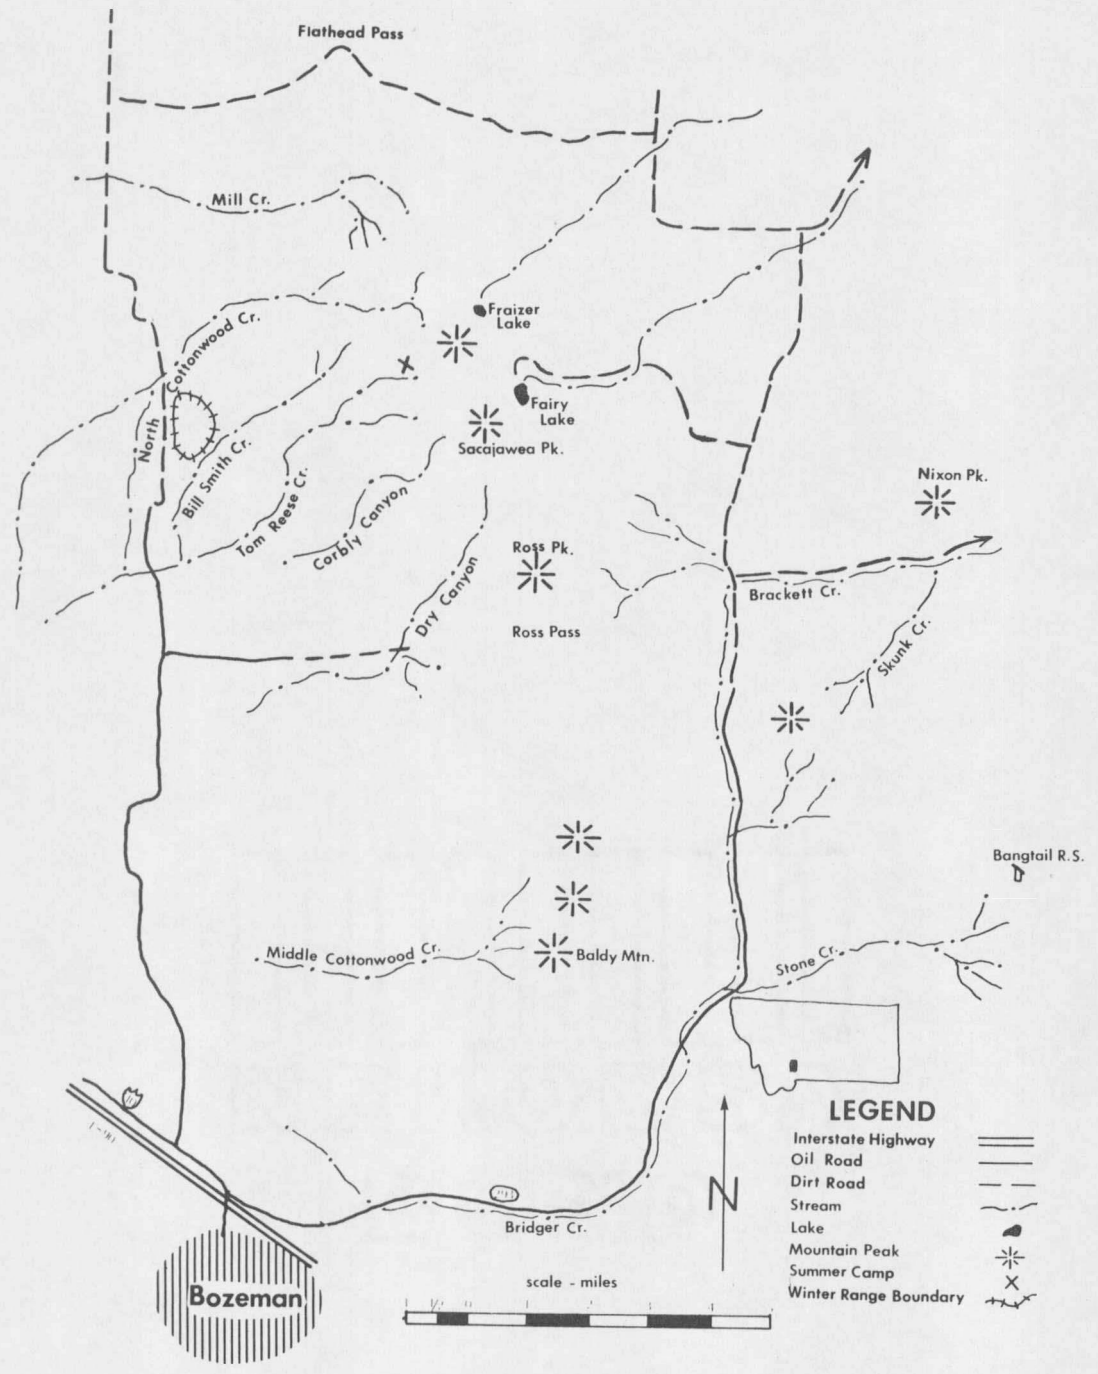 Flathead Pass
Mill Cr.
Fraizer
Lake
North Cottonwood Cr.
Fairy
Lake
Sacajawea Pk.
Bill Smith Cr.
Nixon Pk.
Tom Reese Cr.
Corbly Canyon
Ross Pk.
Dry Canyon
Brackett Cr.
Ross Pass
Skunk Cr.
Bangtail R.S.
Middle Cottonwood Cr.
Baldy Mtn.
Stone Cr.
I-90
LEGEND
Interstate Highway
Oil Road
Dirt Road
Stream
Lake
Mountain Peak
Summer Camp
Winter Range Boundary
N
Bridger Cr.
scale - miles
Bozeman